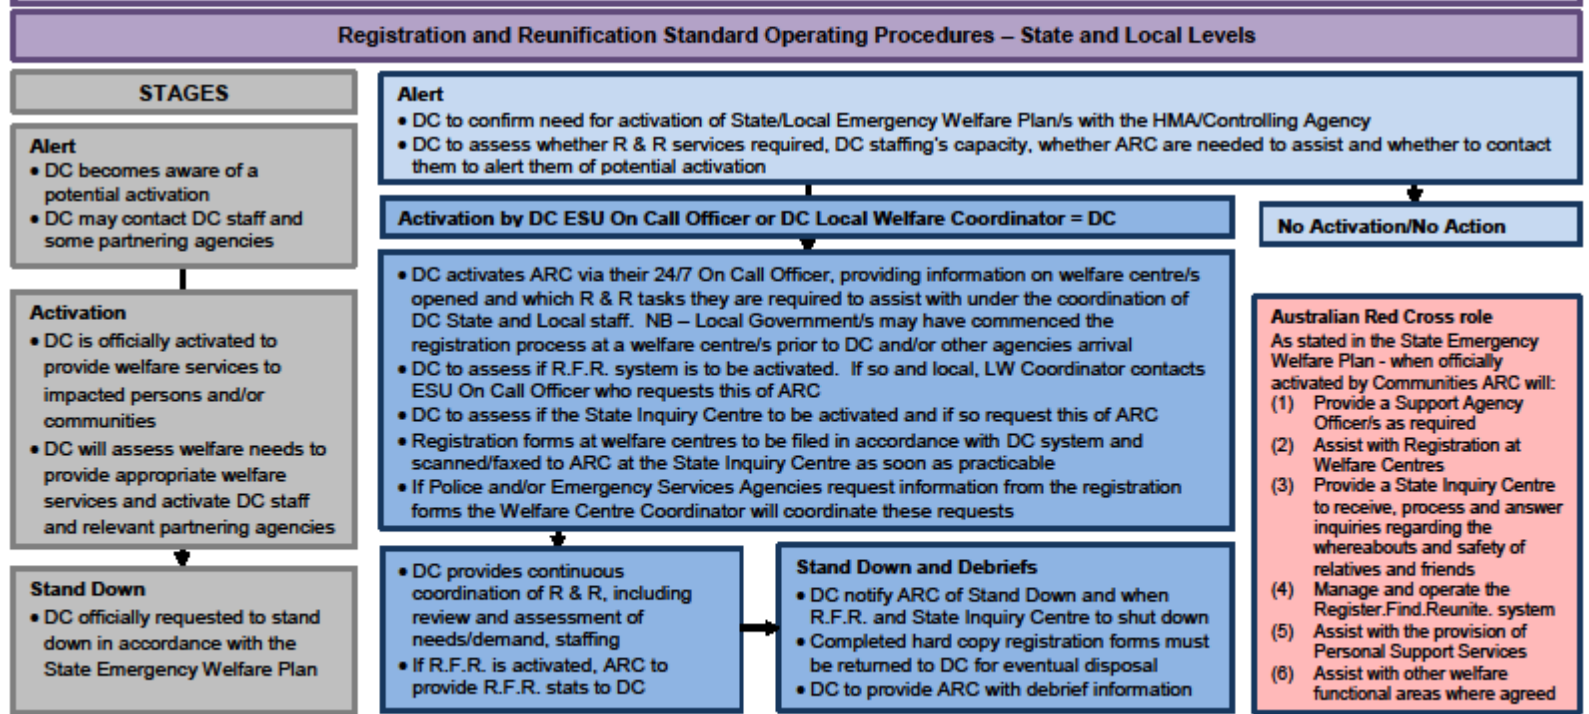 Registration and Reunification Standard Operating Procedures – State and Local Levels
STAGES
Alert
• DC becomes aware of a
potential activation
• DC may contact DC staff and
some partnering agencies
Activation
• DC is officially activated to
provide welfare services to
impacted persons and/or
communities
• DC will assess welfare needs to
provide appropriate welfare
services and activate DC staff
and relevant partnering agencies
Stand Down
• DC officially requested to stand
down in accordance with the
State Emergency Welfare Plan
Alert
• DC to confirm need for activation of State/Local Emergency Welfare Plan/s with the HMA/Controlling Agency
• DC to assess whether R & R services required, DC staffing's capacity, whether ARC are needed to assist and whether to contact
them to alert them of potential activation
Activation by DC ESU On Call Officer or DC Local Welfare Coordinator = DC
No Activation/No Action
• DC activates ARC via their 24/7 On Call Officer, providing information on welfare centre/s
opened and which R & R tasks they are required to assist with under the coordination of
DC State and Local staff.  NB – Local Government/s may have commenced the
registration process at a welfare centre/s prior to DC and/or other agencies arrival
• DC to assess if R.F.R. system is to be activated.  If so and local, LW Coordinator contacts
ESU On Call Officer who requests this of ARC
• DC to assess if the State Inquiry Centre to be activated and if so request this of ARC
• Registration forms at welfare centres to be filed in accordance with DC system and
scanned/faxed to ARC at the State Inquiry Centre as soon as practicable
• If Police and/or Emergency Services Agencies request information from the registration
forms the Welfare Centre Coordinator will coordinate these requests
• DC provides continuous
coordination of R & R, including
review and assessment of
needs/demand, staffing
• If R.F.R. is activated, ARC to
provide R.F.R. stats to DC
Stand Down and Debriefs
• DC notify ARC of Stand Down and when
R.F.R. and State Inquiry Centre to shut down
• Completed hard copy registration forms must
be returned to DC for eventual disposal
• DC to provide ARC with debrief information
Australian Red Cross role
As stated in the State Emergency
Welfare Plan - when officially
activated by Communities ARC will:
(1) Provide a Support Agency
Officer/s as required
(2) Assist with Registration at
Welfare Centres
(3) Provide a State Inquiry Centre
to receive, process and answer
inquiries regarding the
whereabouts and safety of
relatives and friends
(4) Manage and operate the
Register.Find.Reunite. system
(5) Assist with the provision of
Personal Support Services
(6) Assist with other welfare
functional areas where agreed